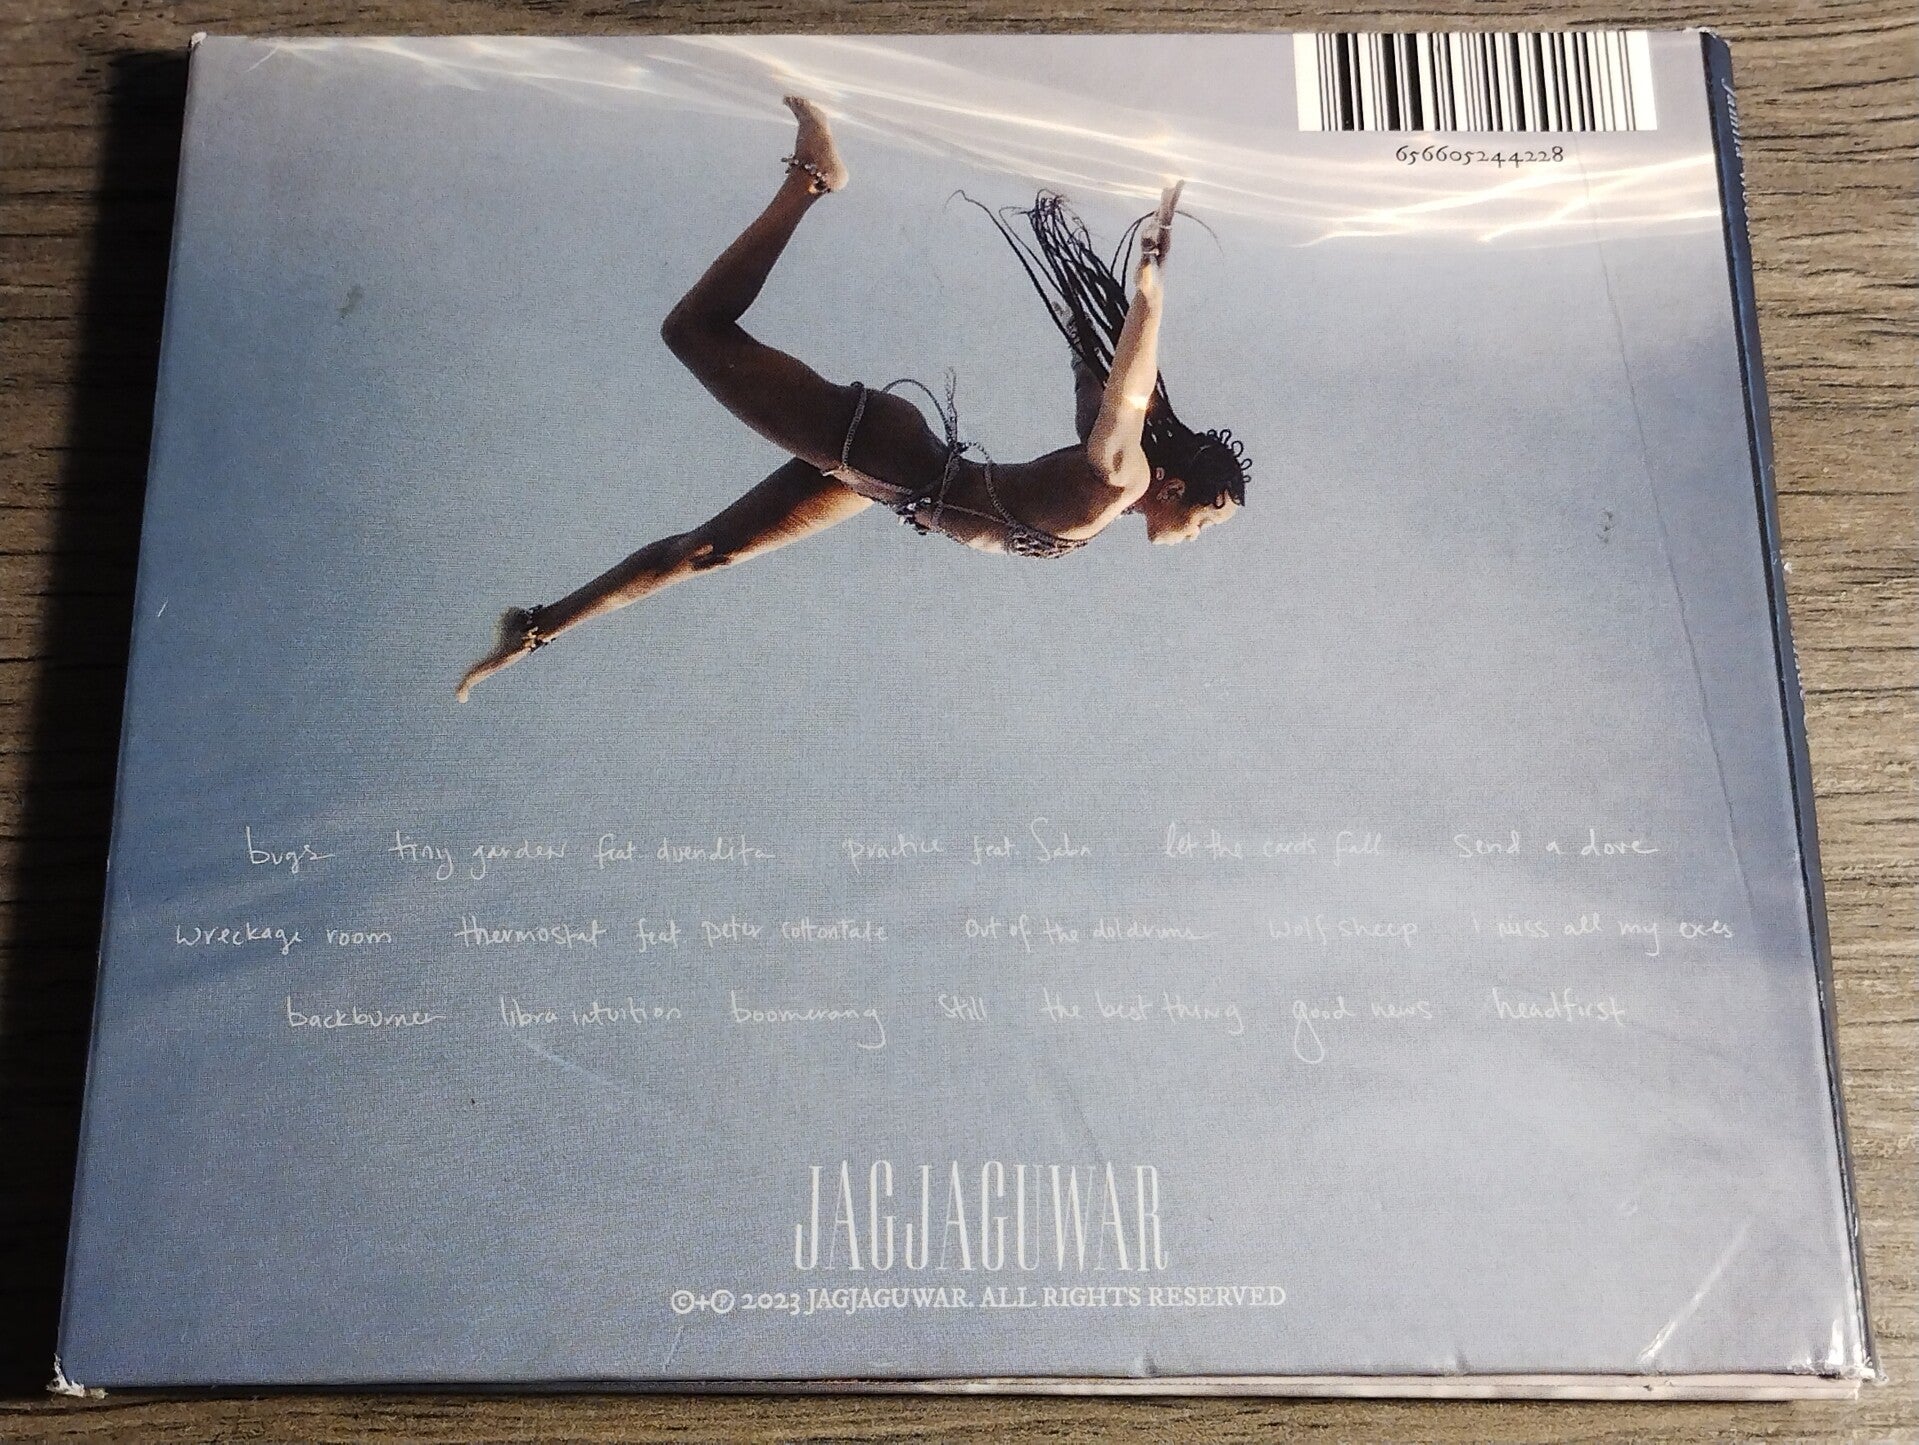 656605244228
bugs tiny garden feat. duendita practice feat. Saba let the cards fall send a dove
wreckage room thermostat feat. peter cottontale out of the doldrums wolfsheep i miss all my exes
backburner libra intuition boomerang still the best thing good news headfirst
JAGJAGUWAR
©+℗ 2023 JAGJAGUWAR. ALL RIGHTS RESERVED
Jamila